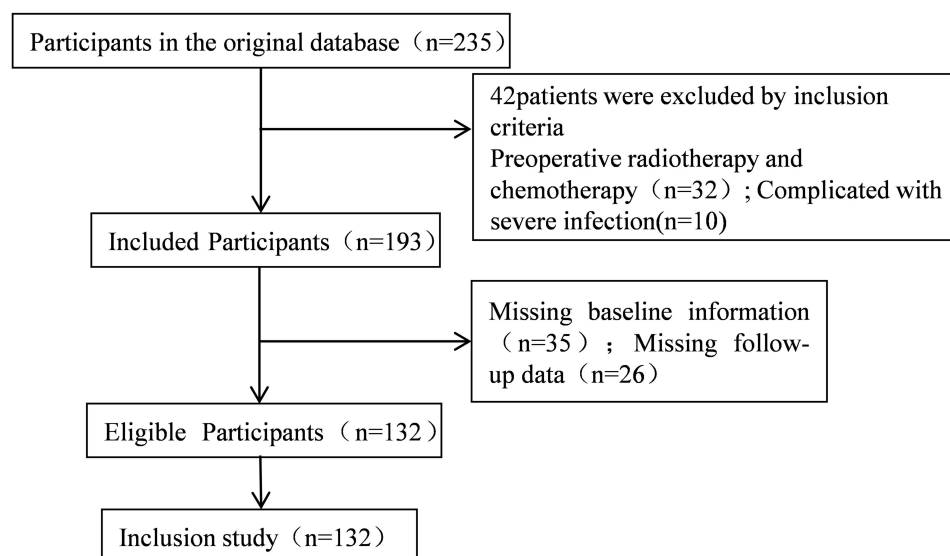 Participants in the original database（n=235）
42patients were excluded by inclusion
criteria
Preoperative radiotherapy and
chemotherapy（n=32）; Complicated with
severe infection(n=10)
Included Participants（n=193）
Missing baseline information
（n=35）； Missing follow-
up data（n=26）
Eligible Participants（n=132）
Inclusion study（n=132）